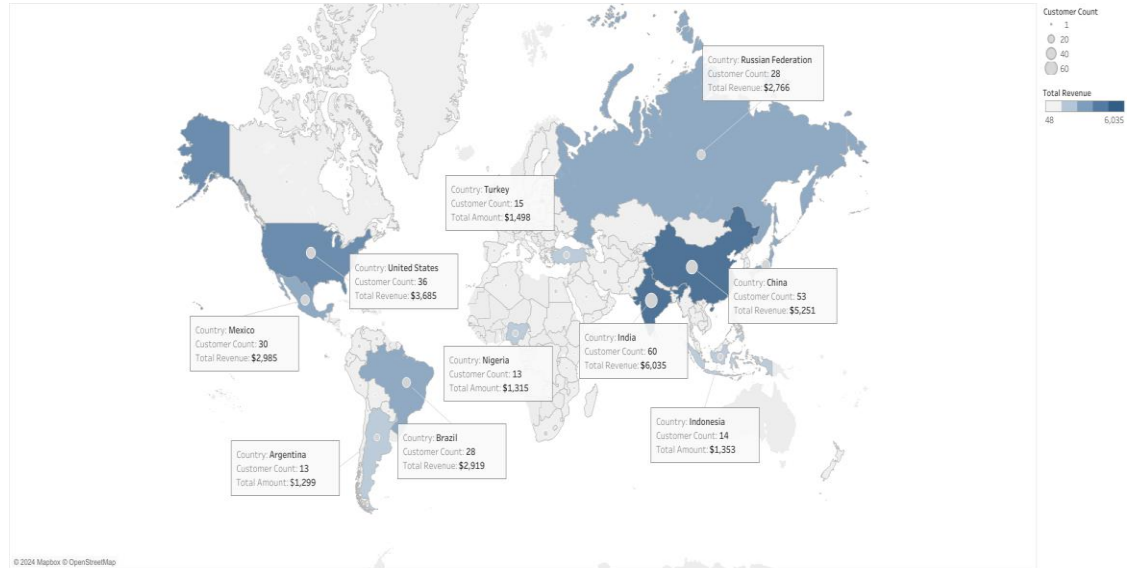 Customer Count
1
20
40
60
Total Revenue
48 6,035
Country: Russian Federation
Customer Count: 28
Total Revenue: $2,766
Country: Turkey
Customer Count: 15
Total Amount: $1,498
Country: United States
Customer Count: 36
Total Revenue: $3,685
Country: China
Customer Count: 53
Total Revenue: $5,251
Country: Mexico
Customer Count: 30
Total Revenue: $2,985
Country: India
Customer Count: 60
Total Revenue: $6,035
Country: Nigeria
Customer Count: 13
Total Amount: $1,315
Country: Indonesia
Customer Count: 14
Total Amount: $1,353
Country: Brazil
Customer Count: 28
Total Revenue: $2,919
Country: Argentina
Customer Count: 13
Total Amount: $1,299
© 2024 Mapbox © OpenStreetMap